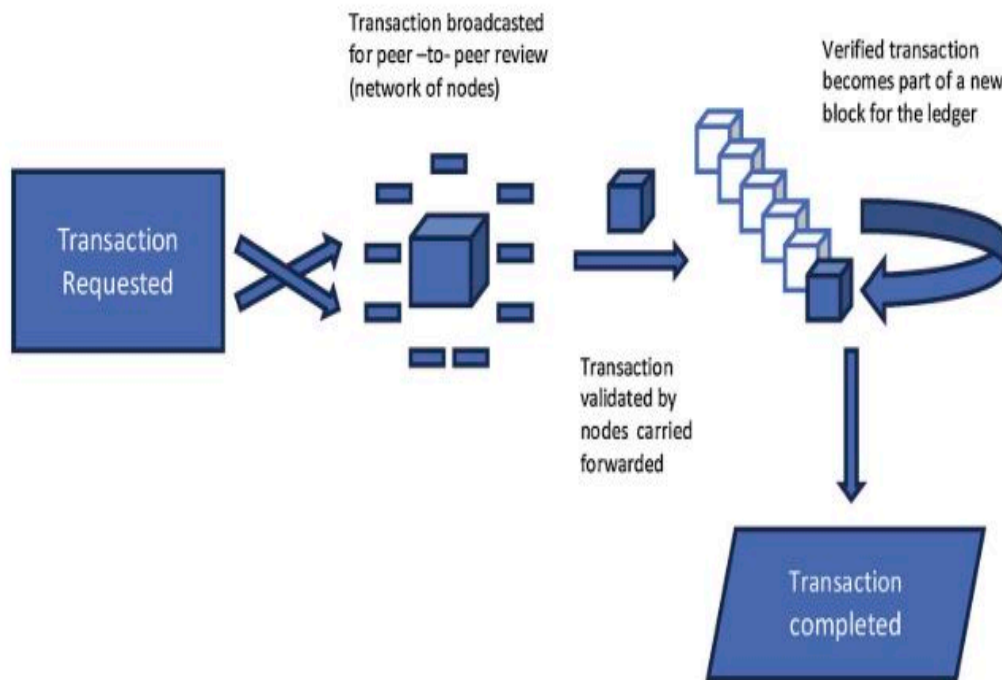 Transaction broadcasted
for peer –to- peer review
(network of nodes)
Verified transaction
becomes part of a new
block for the ledger
Transaction
Requested
Transaction
validated by
nodes carried
forwarded
Transaction
completed